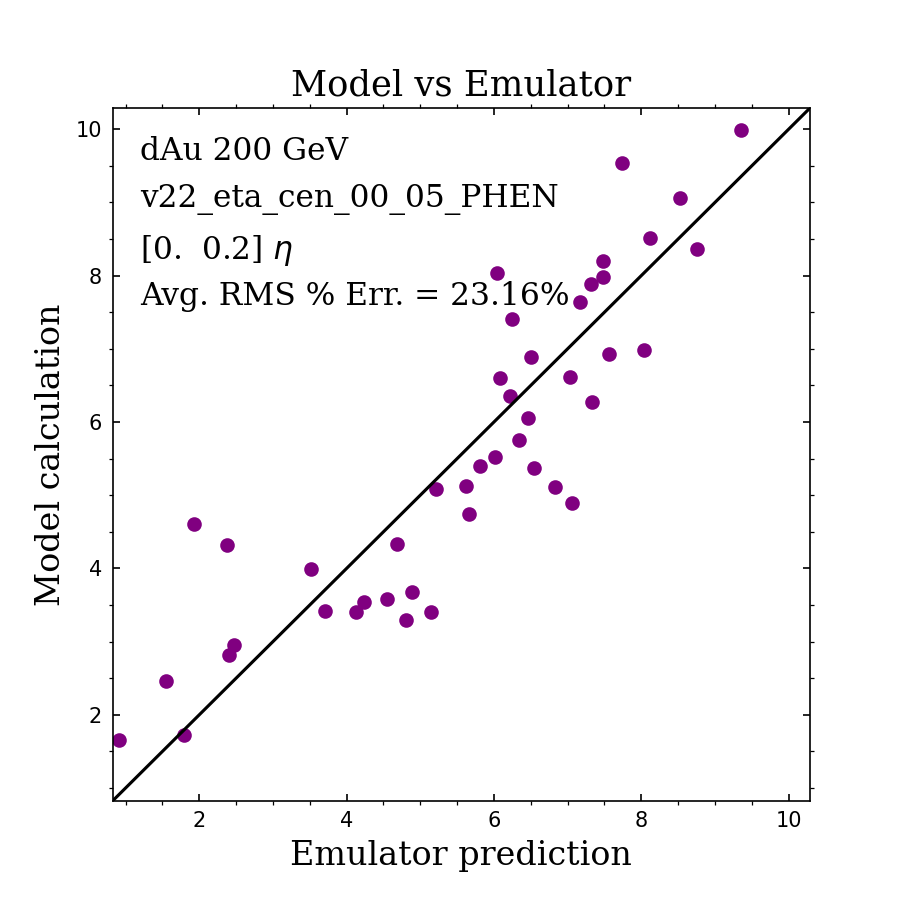 Model vs Emulator
dAu 200 GeV
v22_eta_cen_00_05_PHEN
[0.  0.2] η
Avg. RMS % Err. = 23.16%
Model calculation
10
8
6
4
2
2 4 6 8 10
Emulator prediction